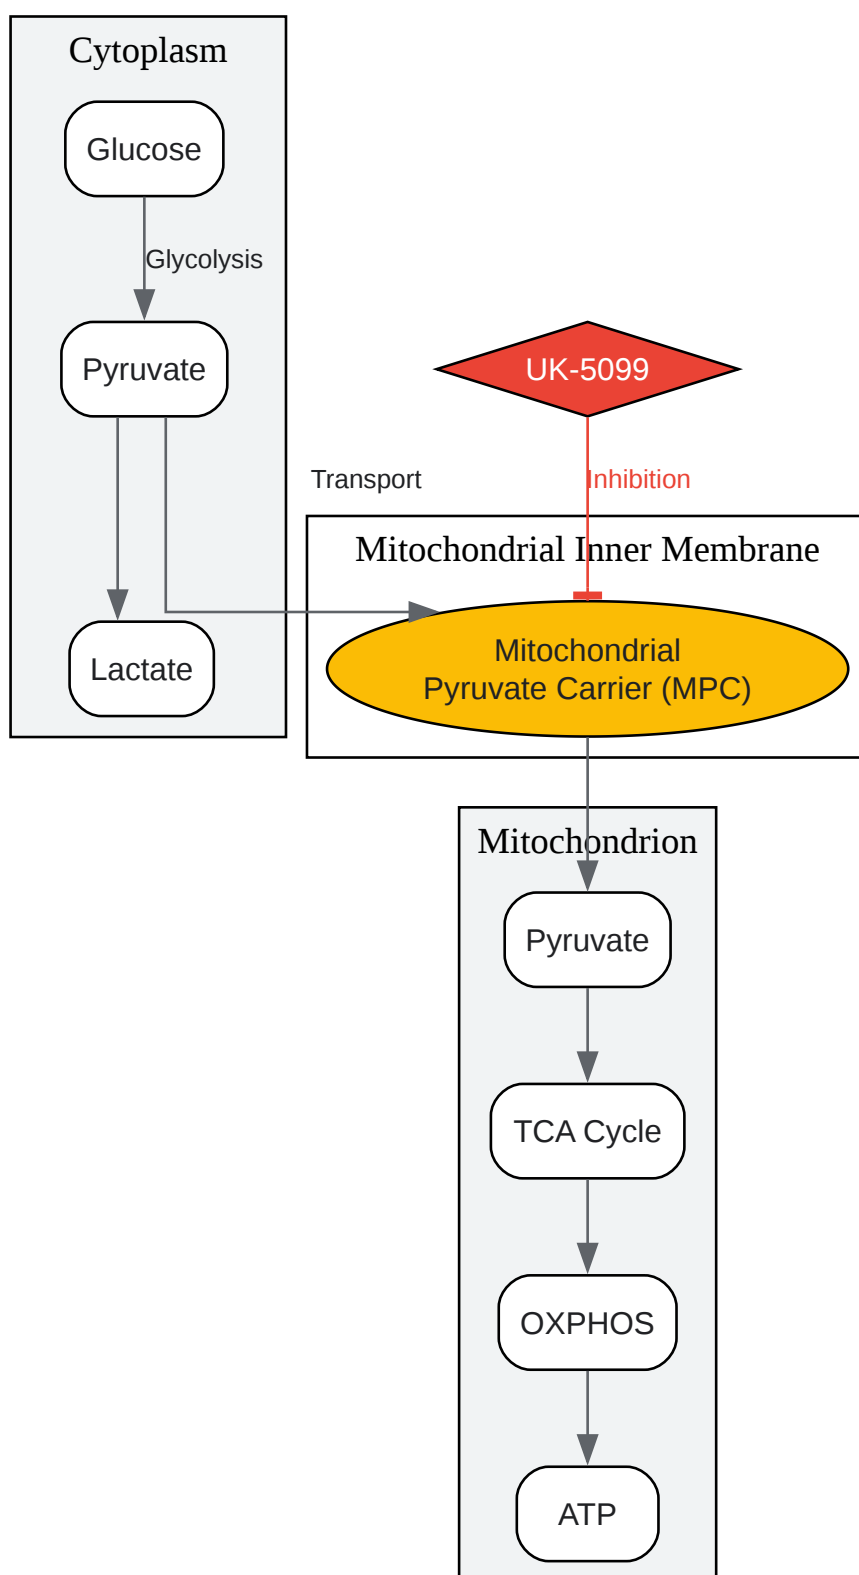 Cytoplasm
Glucose
Glycolysis
Pyruvate
UK-5099
Transport
Inhibition
Mitochondrial Inner Membrane
Lactate
Mitochondrial
Pyruvate Carrier (MPC)
Mitochondrion
Pyruvate
TCA Cycle
OXPHOS
ATP